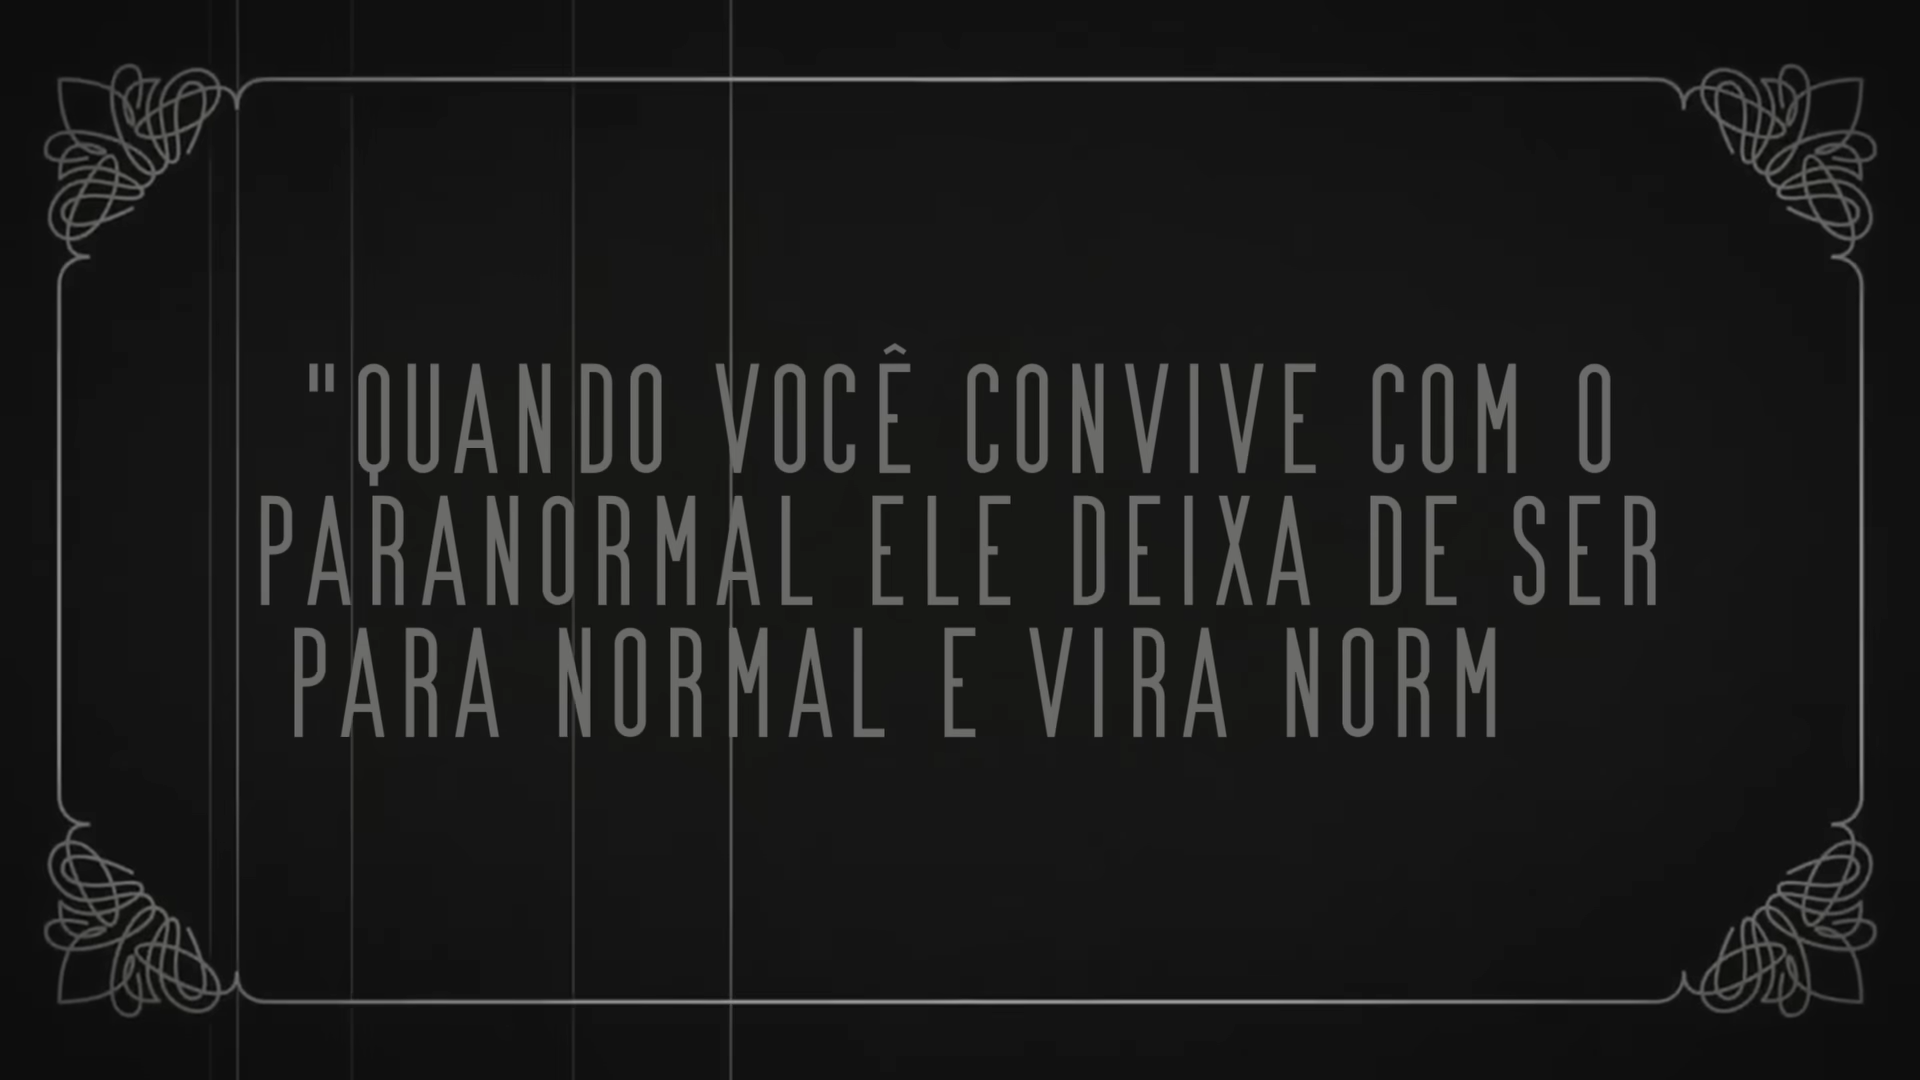 "QUANDO VOCÊ CONVIVE COM O
PARANORMAL ELE DEIXA DE SER
PARA NORMAL E VIRA NORM